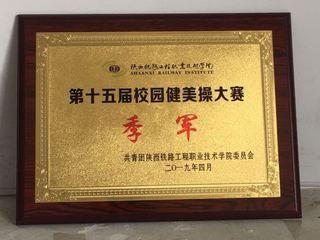 陕西铁路工程职业技术学院
SHAANXI RAILWAY INSTITUTE
第十五届校园健美操大赛
季军
共青团陕西铁路工程职业技术学院委员会
二○一九年四月